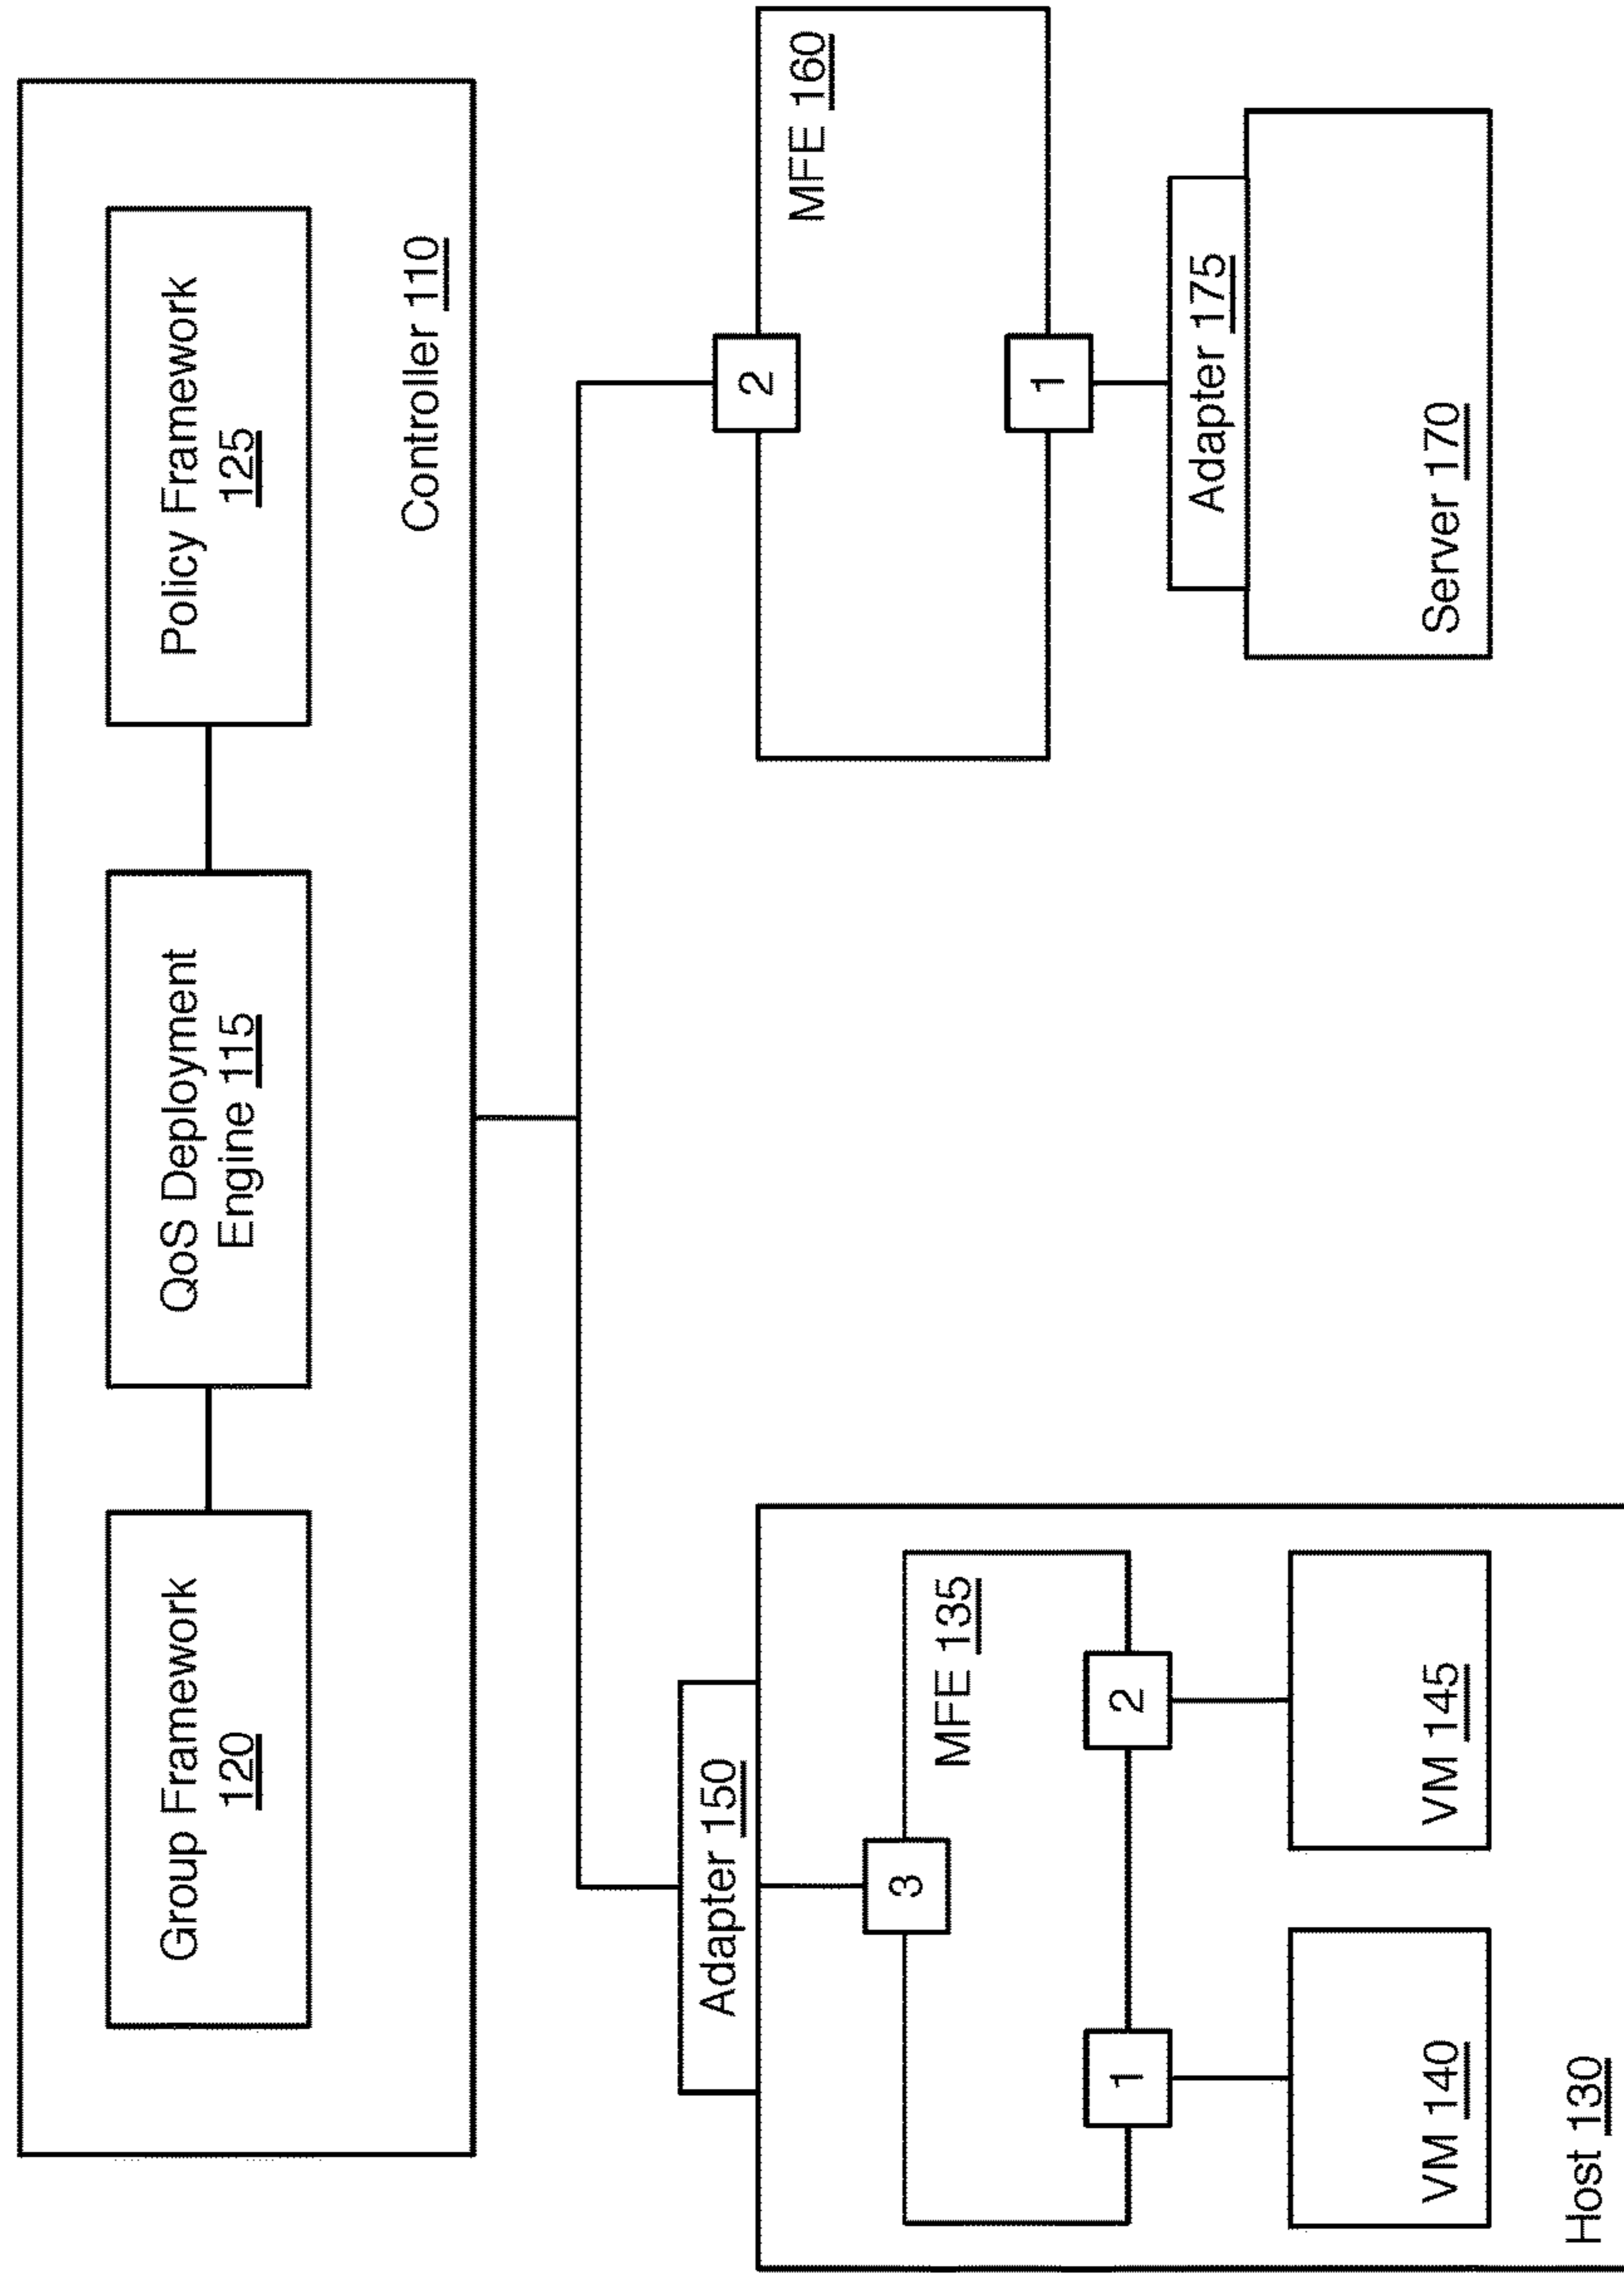 Group Framework
120
QoS Deployment
Engine 115
Policy Framework
125
Controller 110
Adapter 150
3
MFE 135
1
2
VM 140
VM 145
Host 130
2
MFE 160
1
Adapter 175
Server 170